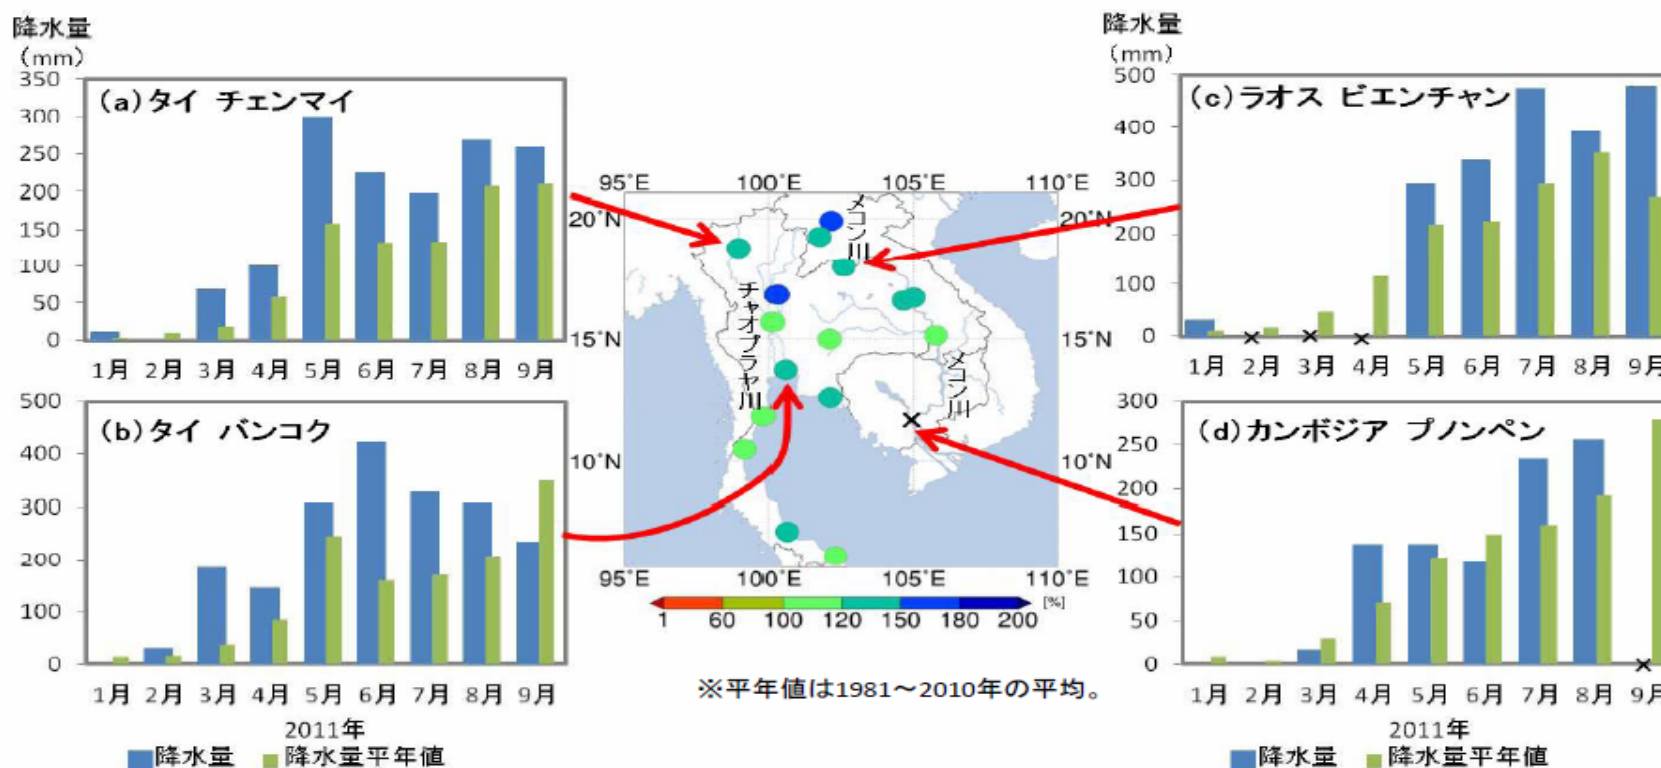 降水量
(mm)
(a)タイ チェンマイ
350
300
250
200
150
100
50
0
1月 2月 3月 4月 5月 6月 7月 8月 9月
(b)タイ バンコク
500
400
300
200
100
0
1月 2月 3月 4月 5月 6月 7月 8月 9月
2011年
降水量 降水量平年値
95°E 100°E 105°E 110°E
20°N 20°N
15°N 15°N
10°N 10°N
メコン川
チャオプラヤ川
メコン川
95°E 100°E 105°E 110°E
[%]
1 60 100 120 150 180 200
※平年値は1981～2010年の平均。
降水量
(mm)
(c)ラオス ビエンチャン
500
400
300
200
100
0
1月 2月 3月 4月 5月 6月 7月 8月 9月
(d)カンボジア プノンペン
300
250
200
150
100
50
0
1月 2月 3月 4月 5月 6月 7月 8月 9月
2011年
降水量 降水量平年値